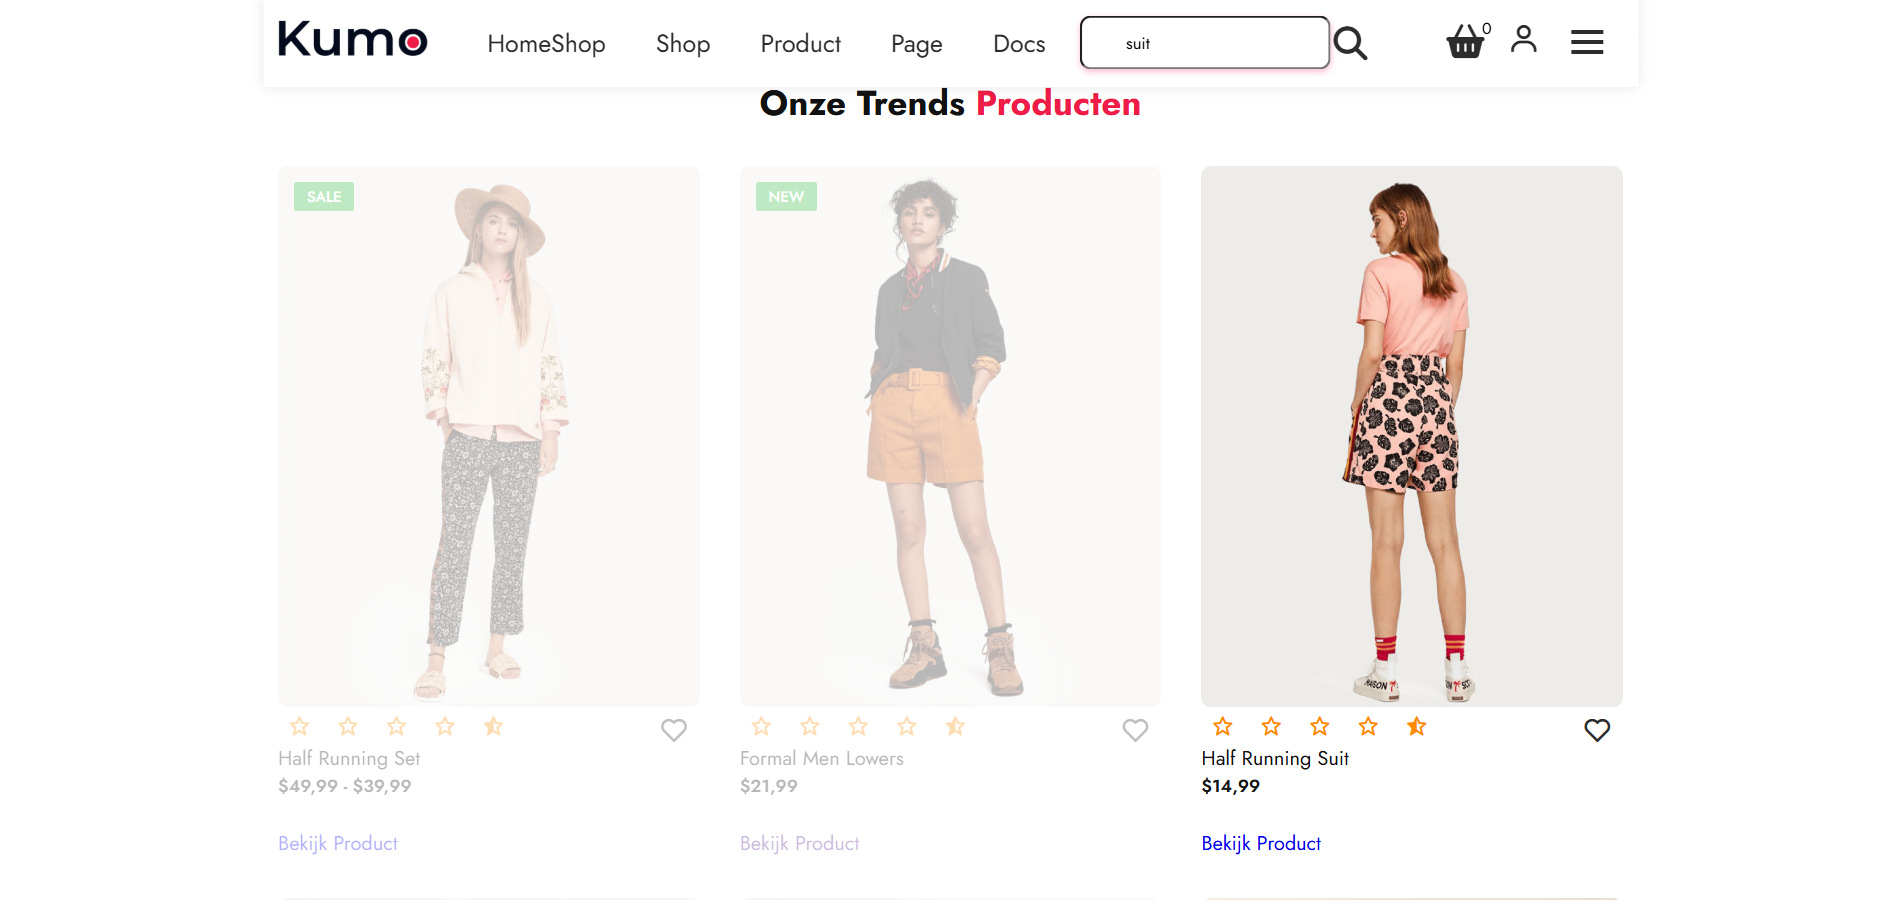 Kumo HomeShop Shop Product Page Docs suit 0
Onze Trends Producten
SALE
NEW
MAISON
Half Running Set
$49,99 - $39,99
Bekijk Product
Formal Men Lowers
$21,99
Bekijk Product
Half Running Suit
$14,99
Bekijk Product